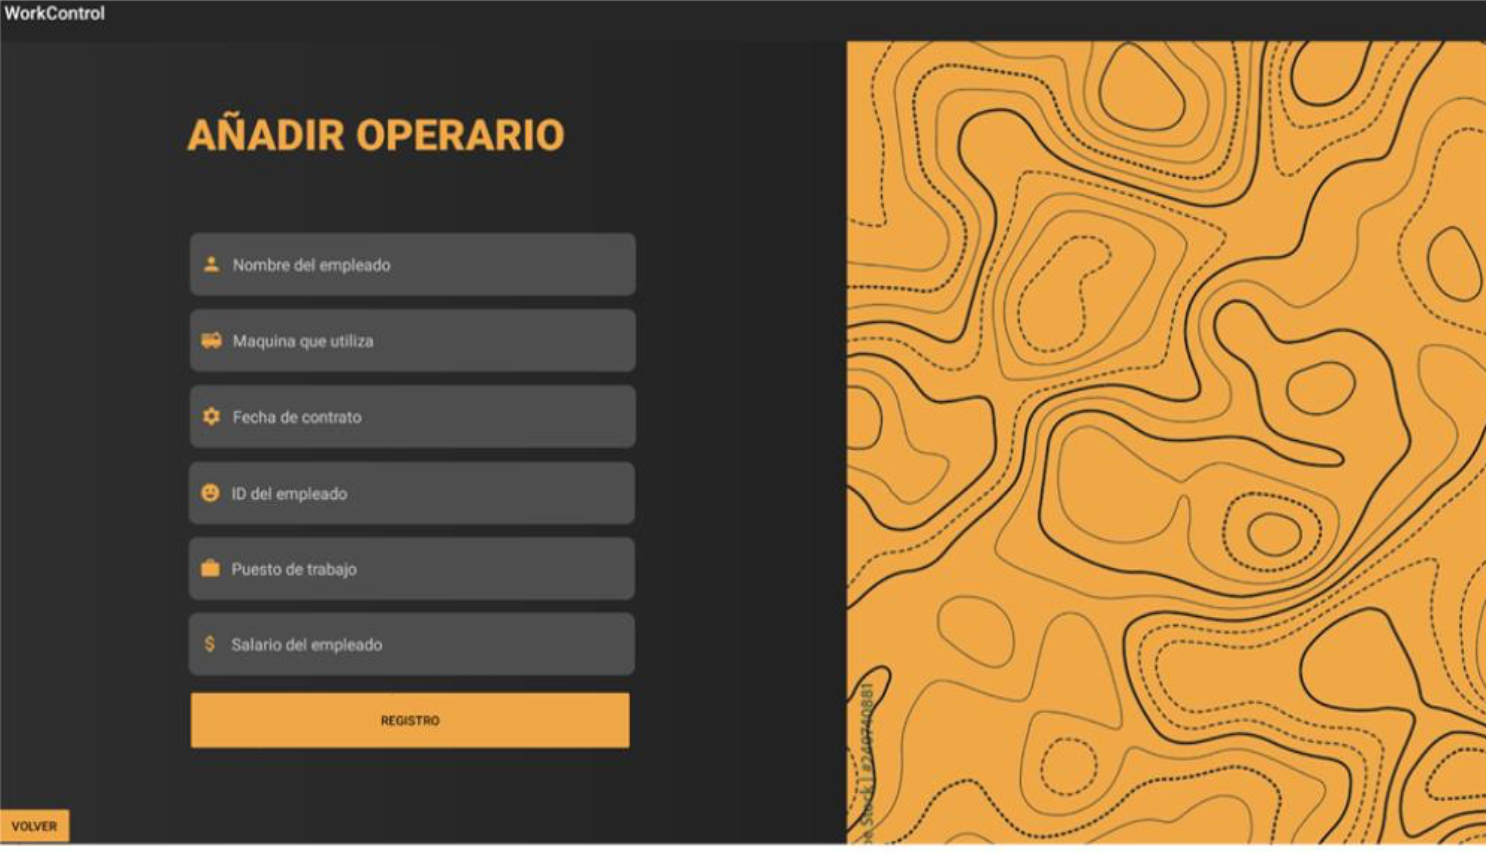 WorkControl
AÑADIR OPERARIO
Nombre del empleado
Maquina que utiliza
Fecha de contrato
ID del empleado
Puesto de trabajo
$ Salario del empleado
REGISTRO
VOLVER
Stock | #240740881